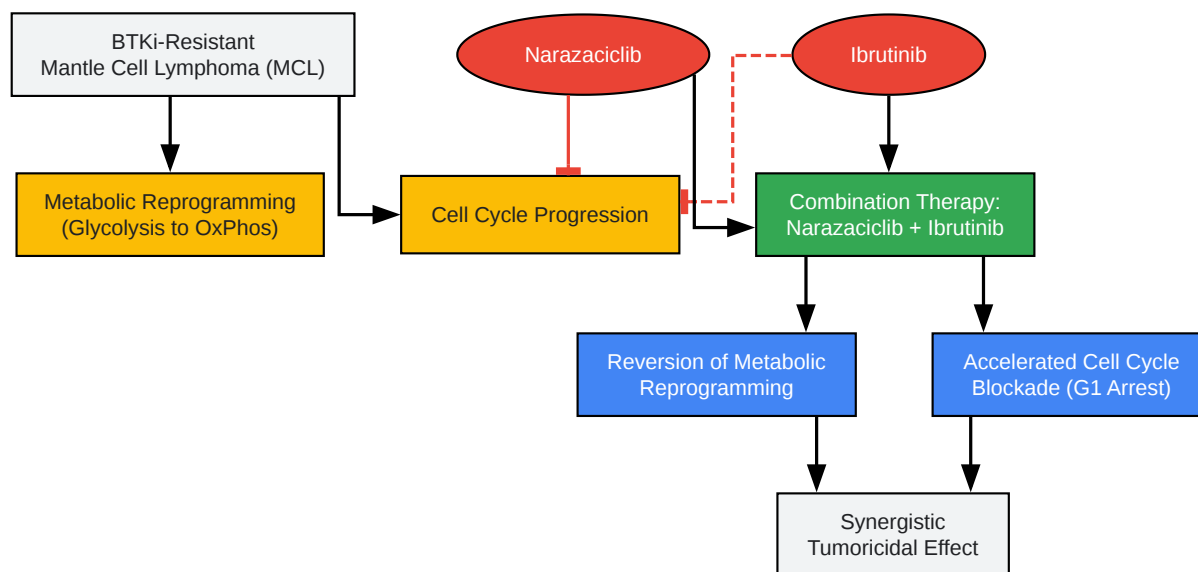 BTKi-Resistant
Mantle Cell Lymphoma (MCL)
Narazaciclib
Ibrutinib
Metabolic Reprogramming
(Glycolysis to OxPhos)
Cell Cycle Progression
Combination Therapy:
Narazaciclib + Ibrutinib
Reversion of Metabolic
Reprogramming
Accelerated Cell Cycle
Blockade (G1 Arrest)
Synergistic
Tumoricidal Effect